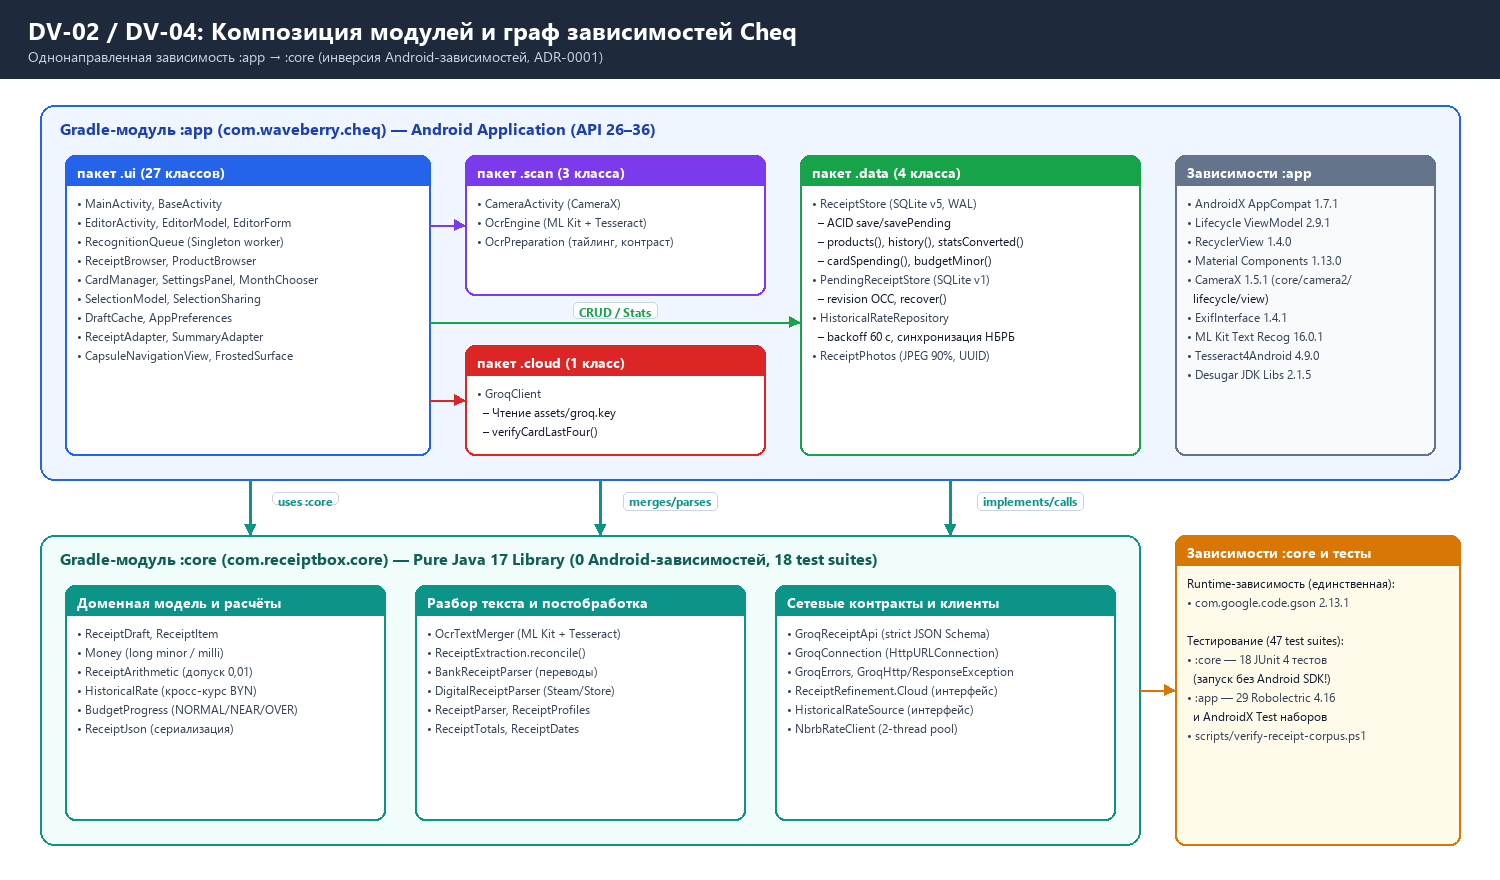 DV-02 / DV-04: Композиция модулей и граф зависимостей Cheq
Однонаправленная зависимость :app → :core (инверсия Android-зависимостей, ADR-0001)
Gradle-модуль :app (com.waveberry.cheq) — Android Application (API 26–36)
пакет .ui (27 классов)
• MainActivity, BaseActivity
• EditorActivity, EditorModel, EditorForm
• RecognitionQueue (Singleton worker)
• ReceiptBrowser, ProductBrowser
• CardManager, SettingsPanel, MonthChooser
• SelectionModel, SelectionSharing
• DraftCache, AppPreferences
• ReceiptAdapter, SummaryAdapter
• CapsuleNavigationView, FrostedSurface
пакет .scan (3 класса)
• CameraActivity (CameraX)
• OcrEngine (ML Kit + Tesseract)
• OcrPreparation (тайлинг, контраст)
CRUD / Stats
пакет .cloud (1 класс)
• GroqClient
– Чтение assets/groq.key
– verifyCardLastFour()
пакет .data (4 класса)
• ReceiptStore (SQLite v5, WAL)
– ACID save/savePending
– products(), history(), statsConverted()
– cardSpending(), budgetMinor()
• PendingReceiptStore (SQLite v1)
– revision OCC, recover()
• HistoricalRateRepository
– backoff 60 с, синхронизация НБРБ
• ReceiptPhotos (JPEG 90%, UUID)
Зависимости :app
• AndroidX AppCompat 1.7.1
• Lifecycle ViewModel 2.9.1
• RecyclerView 1.4.0
• Material Components 1.13.0
• CameraX 1.5.1 (core/camera2/
lifecycle/view)
• ExifInterface 1.4.1
• ML Kit Text Recog 16.0.1
• Tesseract4Android 4.9.0
• Desugar JDK Libs 2.1.5
uses :core
merges/parses
implements/calls
Gradle-модуль :core (com.receiptbox.core) — Pure Java 17 Library (0 Android-зависимостей, 18 test suites)
Доменная модель и расчёты
• ReceiptDraft, ReceiptItem
• Money (long minor / milli)
• ReceiptArithmetic (допуск 0,01)
• HistoricalRate (кросс-курс BYN)
• BudgetProgress (NORMAL/NEAR/OVER)
• ReceiptJson (сериализация)
Разбор текста и постобработка
• OcrTextMerger (ML Kit + Tesseract)
• ReceiptExtraction.reconcile()
• BankReceiptParser (переводы)
• DigitalReceiptParser (Steam/Store)
• ReceiptParser, ReceiptProfiles
• ReceiptTotals, ReceiptDates
Сетевые контракты и клиенты
• GroqReceiptApi (strict JSON Schema)
• GroqConnection (HttpURLConnection)
• GroqErrors, GroqHttp/ResponseException
• ReceiptRefinement.Cloud (интерфейс)
• HistoricalRateSource (интерфейс)
• NbrbRateClient (2-thread pool)
Зависимости :core и тесты
Runtime-зависимость (единственная):
• com.google.code.gson 2.13.1
Тестирование (47 test suites):
• :core — 18 JUnit 4 тестов
(запуск без Android SDK!)
• :app — 29 Robolectric 4.16
и AndroidX Test наборов
• scripts/verify-receipt-corpus.ps1